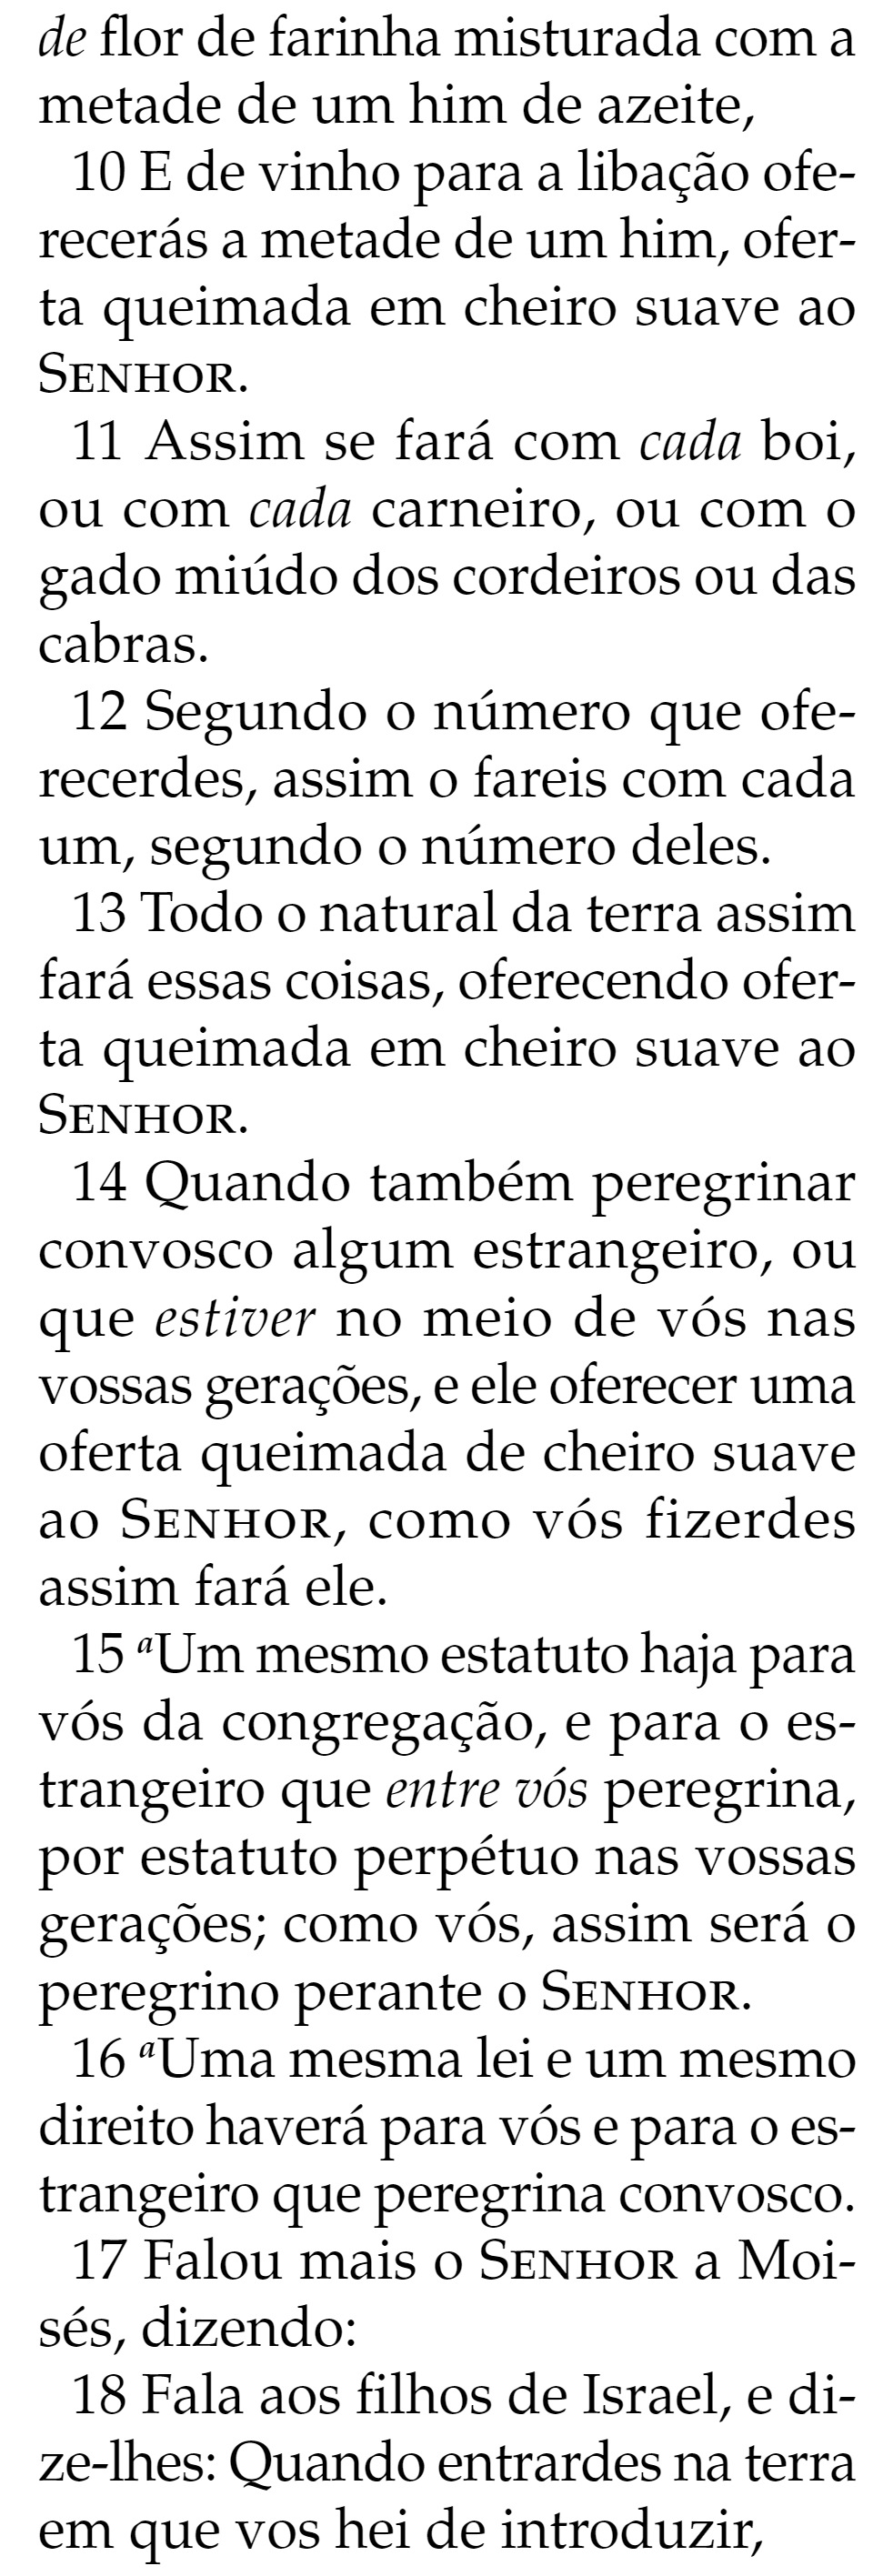 de flor de farinha misturada com a
metade de um him de azeite,
10 E de vinho para a libação ofe-
recerás a metade de um him, ofer-
ta queimada em cheiro suave ao
SENHOR.
11 Assim se fará com cada boi,
ou com cada carneiro, ou com o
gado miúdo dos cordeiros ou das
cabras.
12 Segundo o número que ofe-
recerdes, assim o fareis com cada
um, segundo o número deles.
13 Todo o natural da terra assim
fará essas coisas, oferecendo ofer-
ta queimada em cheiro suave ao
SENHOR.
14 Quando também peregrinar
convosco algum estrangeiro, ou
que estiver no meio de vós nas
vossas gerações, e ele oferecer uma
oferta queimada de cheiro suave
ao SENHOR, como vós fizerdes
assim fará ele.
15 aUm mesmo estatuto haja para
vós da congregação, e para o es-
trangeiro que entre vós peregrina,
por estatuto perpétuo nas vossas
gerações; como vós, assim será o
peregrino perante o SENHOR.
16 aUma mesma lei e um mesmo
direito haverá para vós e para o es-
trangeiro que peregrina convosco.
17 Falou mais o SENHOR a Moi-
sés, dizendo:
18 Fala aos filhos de Israel, e di-
ze-lhes: Quando entrardes na terra
em que vos hei de introduzir,